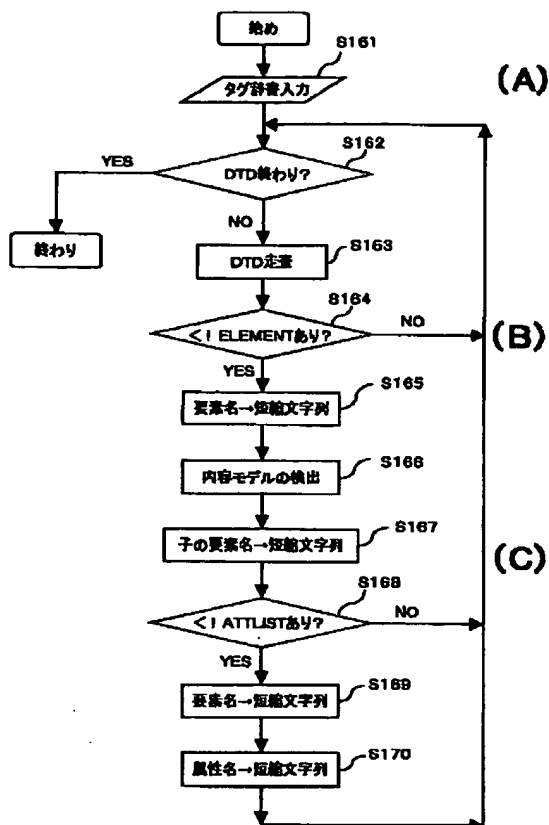 始め
S161
タグ辞書入力
(A)
S162
YES
DTD終わり?
NO
終わり
S163
DTD走査
S164
<! ELEMENTあり?
NO
(B)
YES
S165
要素名→短縮文字列
S166
内容モデルの検出
S167
子の要素名→短縮文字列
(C)
S168
<! ATTLISTあり?
NO
YES
S169
要素名→短縮文字列
S170
属性名→短縮文字列